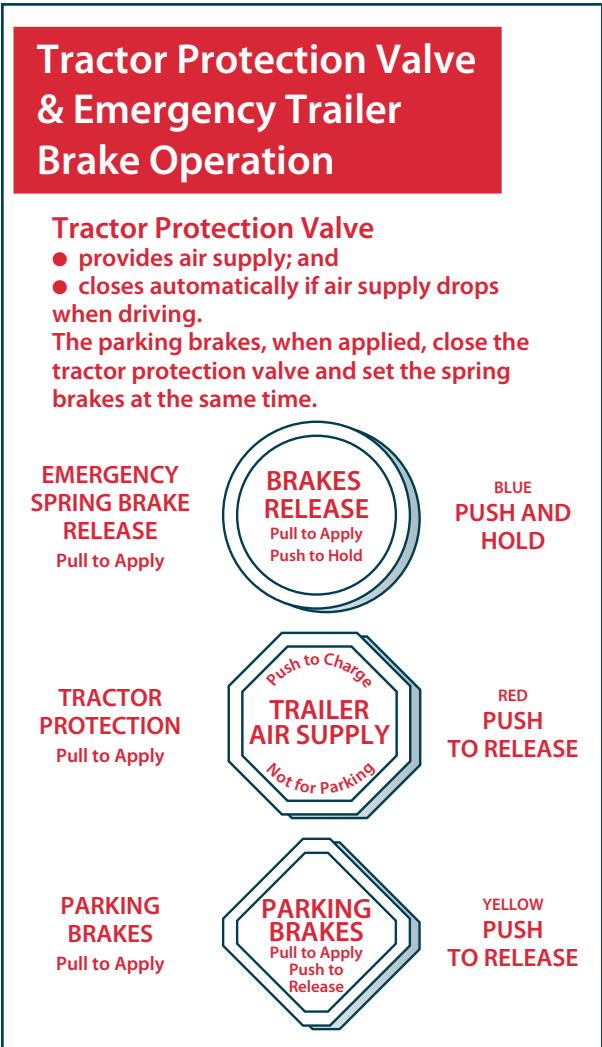 Tractor Protection Valve
& Emergency Trailer
Brake Operation
Tractor Protection Valve
● provides air supply; and
● closes automatically if air supply drops
when driving.
The parking brakes, when applied, close the
tractor protection valve and set the spring
brakes at the same time.
EMERGENCY
SPRING BRAKE
RELEASE
Pull to Apply
BRAKES
RELEASE
Pull to Apply
Push to Hold
BLUE
PUSH AND
HOLD
TRACTOR
PROTECTION
Pull to Apply
Push to Charge
TRAILER
AIR SUPPLY
Not for Parking
RED
PUSH
TO RELEASE
PARKING
BRAKES
Pull to Apply
PARKING
BRAKES
Pull to Apply
Push to
Release
YELLOW
PUSH
TO RELEASE